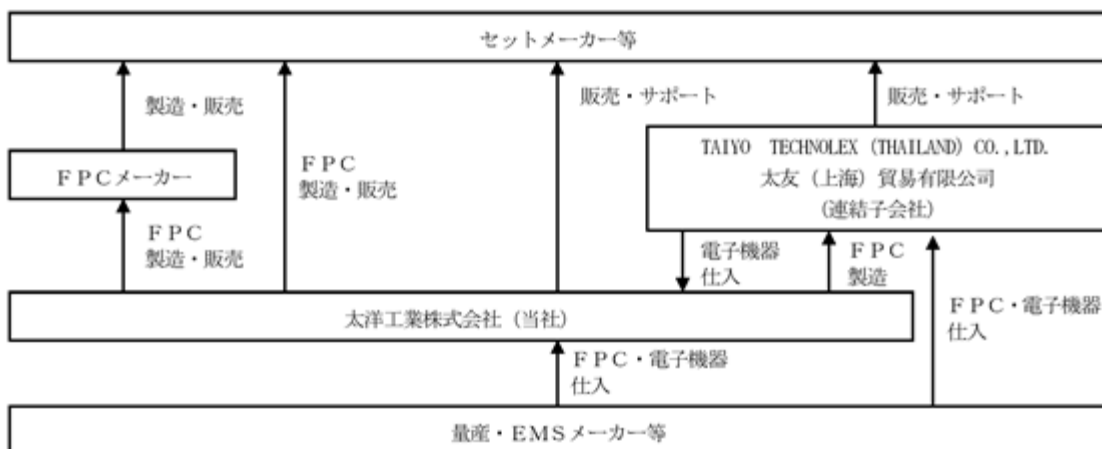 セットメーカー等
製造・販売
販売・サポート
販売・サポート
FPCメーカー
FPC
製造・販売
TAIYO TECHNOLEX (THAILAND) CO.,LTD.
太友（上海）貿易有限公司
(連結子会社)
FPC
製造・販売
電子機器
仕入
FPC
製造
FPC・電子機器
仕入
太洋工業株式会社（当社）
FPC・電子機器
仕入
量産・EMSメーカー等